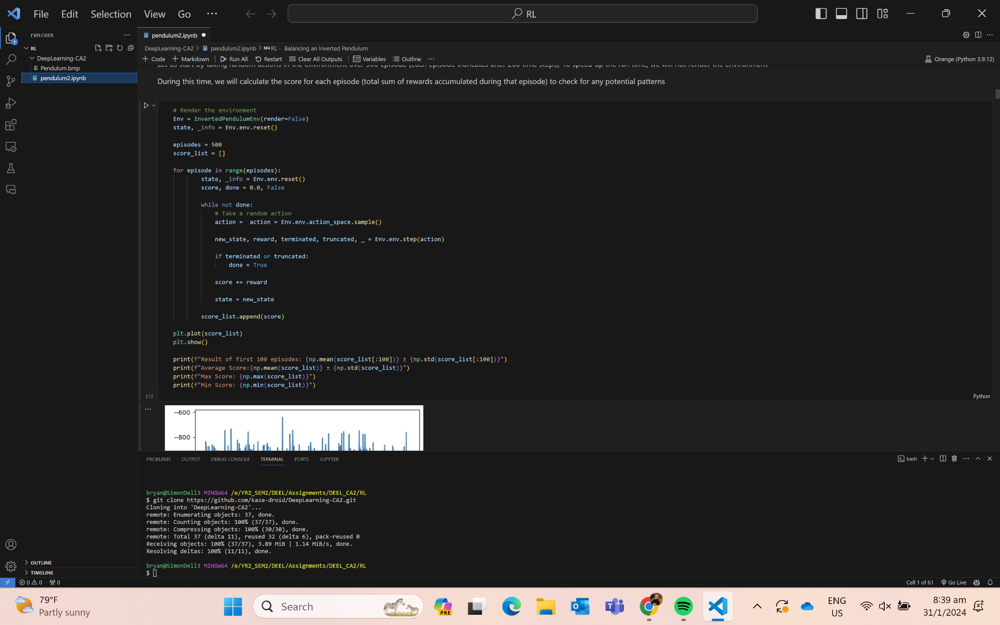 File Edit Selection View Go ··· RL
EXPLORER ···
RL
DeepLearning-CA2
Pendulum.bmp
pendulum2.ipynb
OUTLINE
TIMELINE
pendulum2.ipynb
DeepLearning-CA2 > pendulum2.ipynb > M↓RL - Balancing an Inverted Pendulum
+ Code + Markdown Run All Restart Clear All Outputs Variables Outline ··· Orange (Python 3.9.12)
Let us start by taking random actions in the environment over 500 episode (each episode truncates after 200 time steps). To speed up the run time, we will not render the environment
During this time, we will calculate the score for each episode (total sum of rewards accumulated during that episode) to check for any potential patterns
# Render the environment
Env = InvertedPendulumEnv(render=False)
state, _info = Env.env.reset()
episodes = 500
score_list = []
for episode in range(episodes):
state, _info = Env.env.reset()
score, done = 0.0, False
while not done:
# Take a random action
action =  action = Env.env.action_space.sample()
new_state, reward, terminated, truncated, _ = Env.env.step(action)
if terminated or truncated:
done = True
score += reward
state = new_state
score_list.append(score)
plt.plot(score_list)
plt.show()
print(f"Result of first 100 episodes: {np.mean(score_list[:100])} ± {np.std(score_list[:100])}")
print(f"Average Score:{np.mean(score_list)} ± {np.std(score_list)}")
print(f"Max Score: {np.max(score_list)}")
print(f"Min Score: {np.min(score_list)}")
[5] Python
···
−600
−800
PROBLEMS OUTPUT DEBUG CONSOLE TERMINAL PORTS JUPYTER bash
bryan@SimonDell3 MINGW64 /e/YR2_SEM2/DEEL/Assignments/DEEL_CA2/RL
$ git clone https://github.com/kaze-droid/DeepLearning-CA2.git
Cloning into 'DeepLearning-CA2'...
remote: Enumerating objects: 37, done.
remote: Counting objects: 100% (37/37), done.
remote: Compressing objects: 100% (30/30), done.
remote: Total 37 (delta 11), reused 32 (delta 6), pack-reused 0
Receiving objects: 100% (37/37), 3.89 MiB | 1.14 MiB/s, done.
Resolving deltas: 100% (11/11), done.
bryan@SimonDell3 MINGW64 /e/YR2_SEM2/DEEL/Assignments/DEEL_CA2/RL
$
0 0 0 Cell 1 of 61 Go Live
79°F
Partly sunny
Search
PRE
ENG
US
8:39 am
31/1/2024